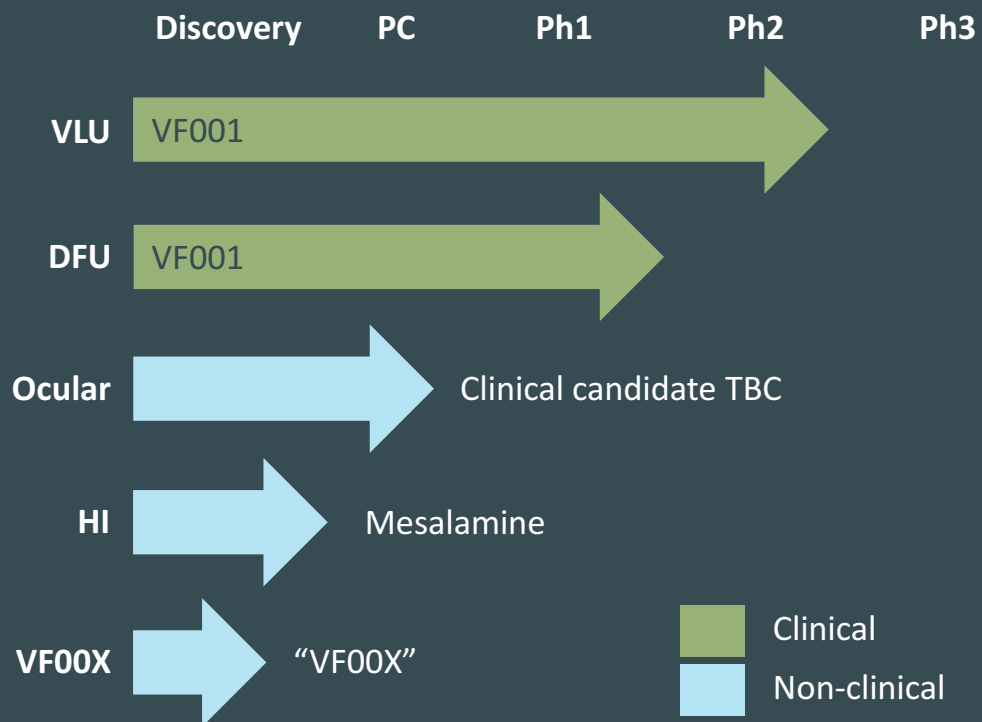 Discovery PC Ph1 Ph2 Ph3
VLU VF001
DFU VF001
Ocular Clinical candidate TBC
HI Mesalamine
VF00X “VF00X”
Clinical
Non-clinical